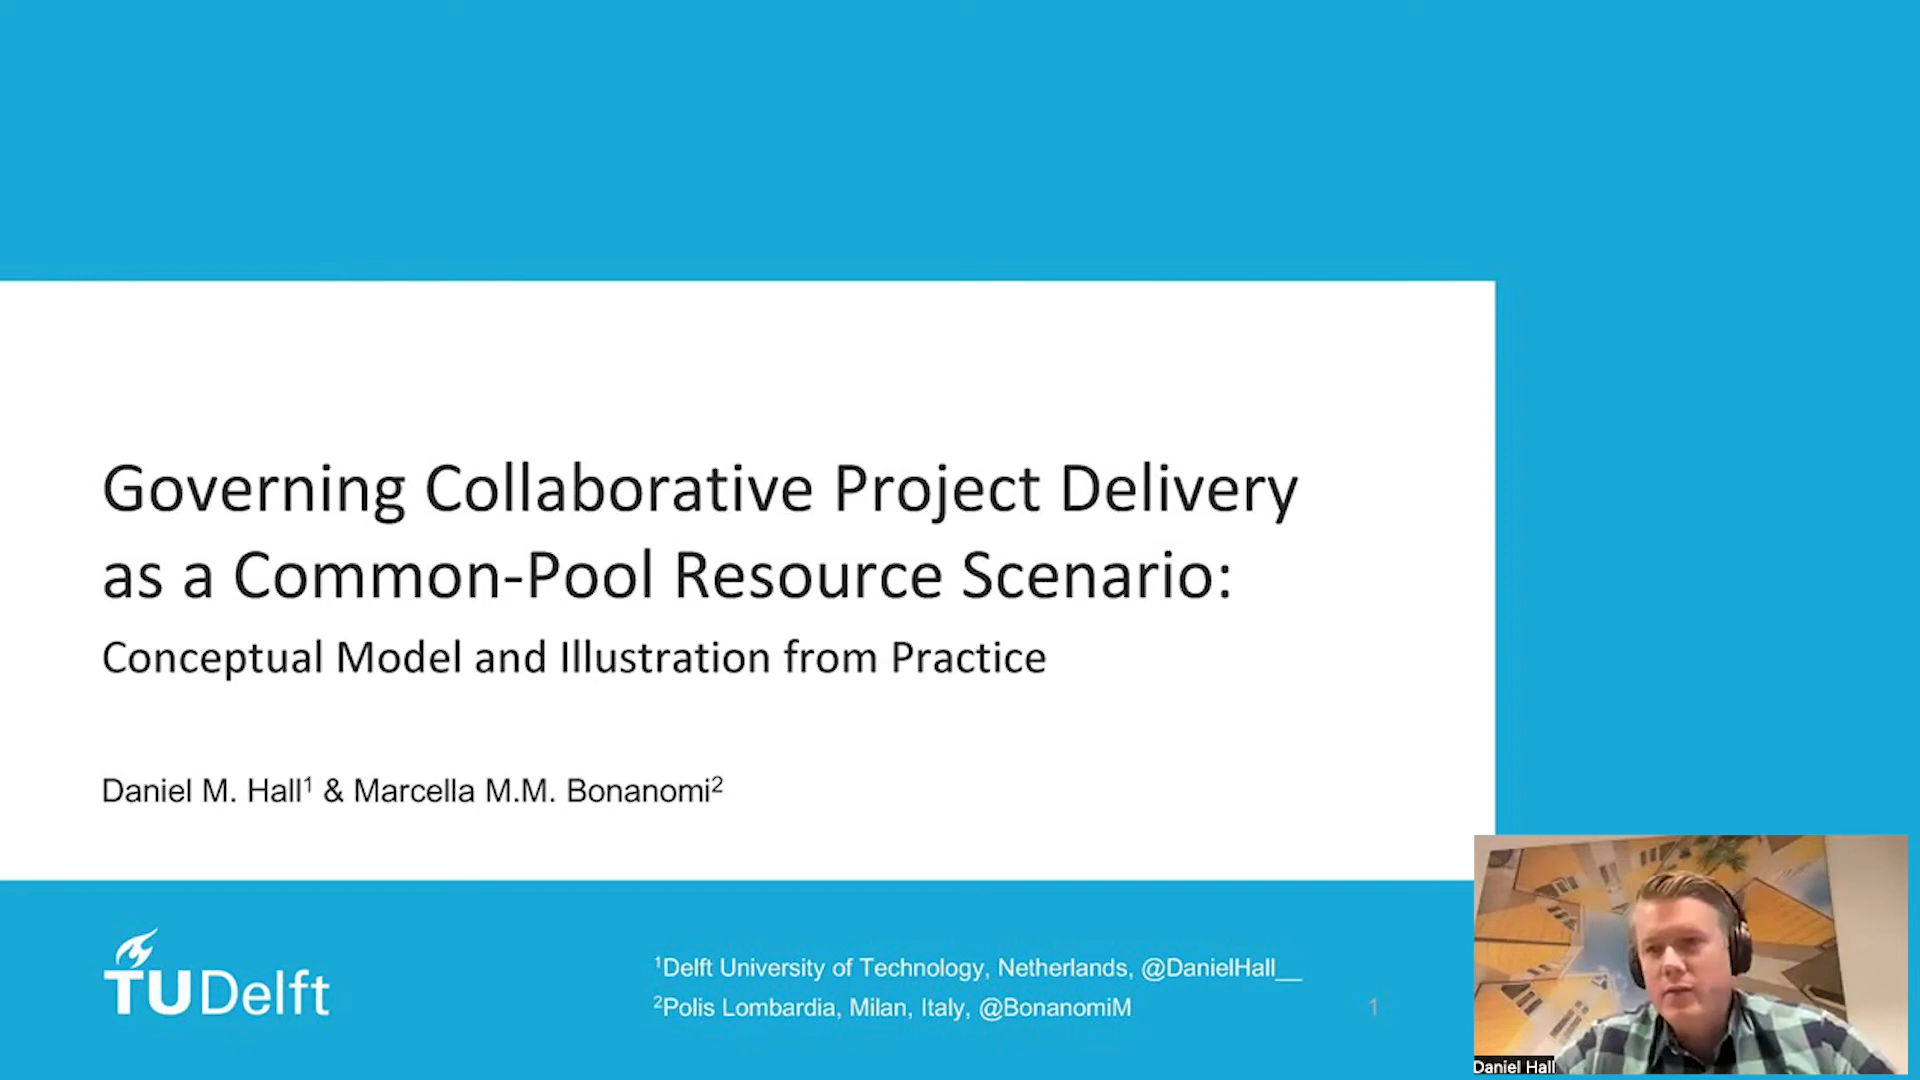 Governing Collaborative Project Delivery
as a Common-Pool Resource Scenario:
Conceptual Model and Illustration from Practice
Daniel M. Hall¹ & Marcella M.M. Bonanomi²
TUDelft
¹Delft University of Technology, Netherlands, @DanielHall__
²Polis Lombardia, Milan, Italy, @BonanomiM
1
Daniel Hall